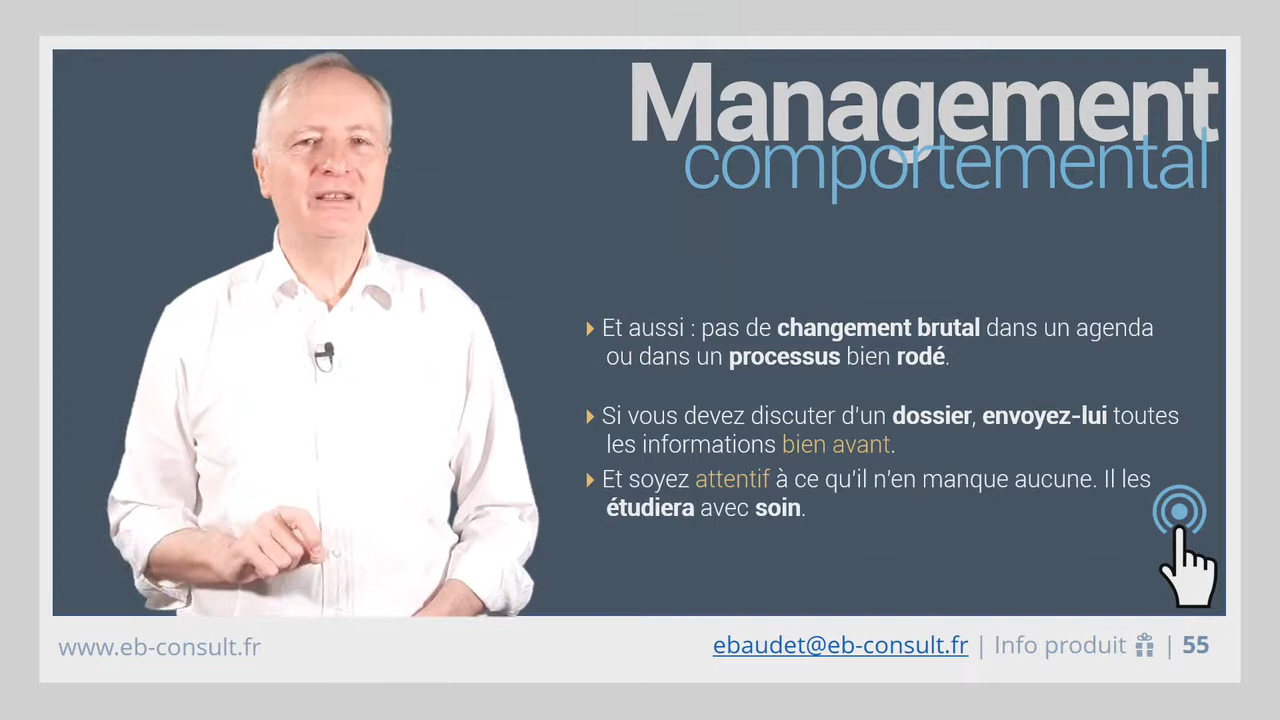 Management
comportemental
Et aussi : pas de changement brutal dans un agenda
ou dans un processus bien rodé.
Si vous devez discuter d'un dossier, envoyez-lui toutes
les informations bien avant.
Et soyez attentif à ce qu'il n'en manque aucune. Il les
étudiera avec soin.
www.eb-consult.fr
ebaudet@eb-consult.fr | Info produit | 55